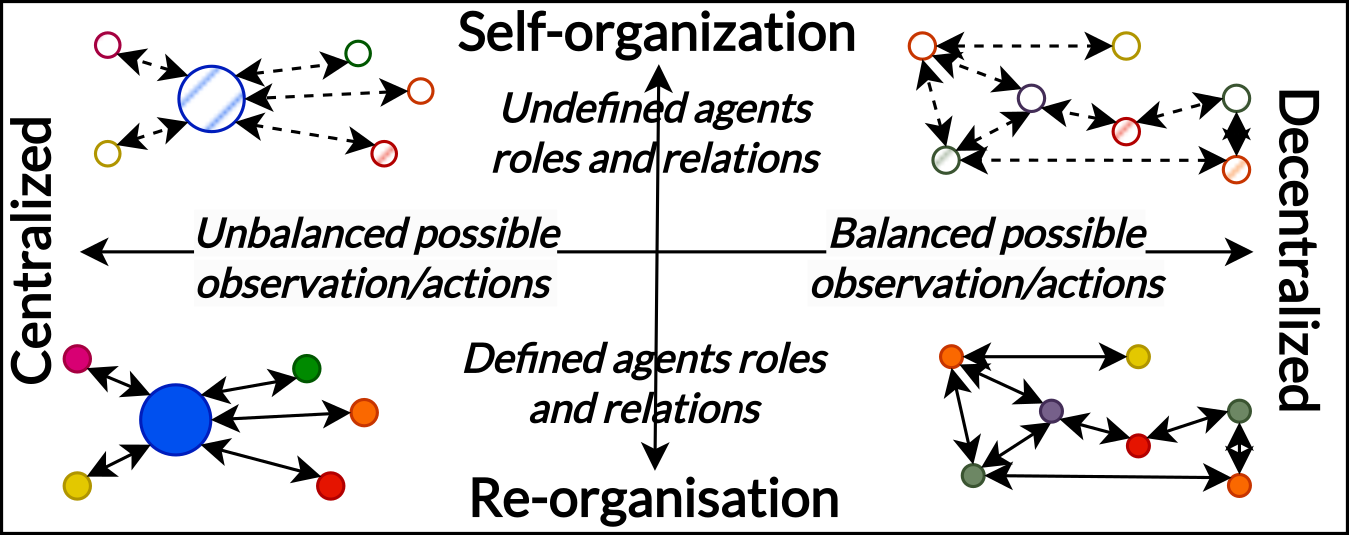 Self-organization
Undefined agents
roles and relations
Centralized
Decentralized
Unbalanced possible
observation/actions
Balanced possible
observation/actions
Defined agents roles
and relations
Re-organisation